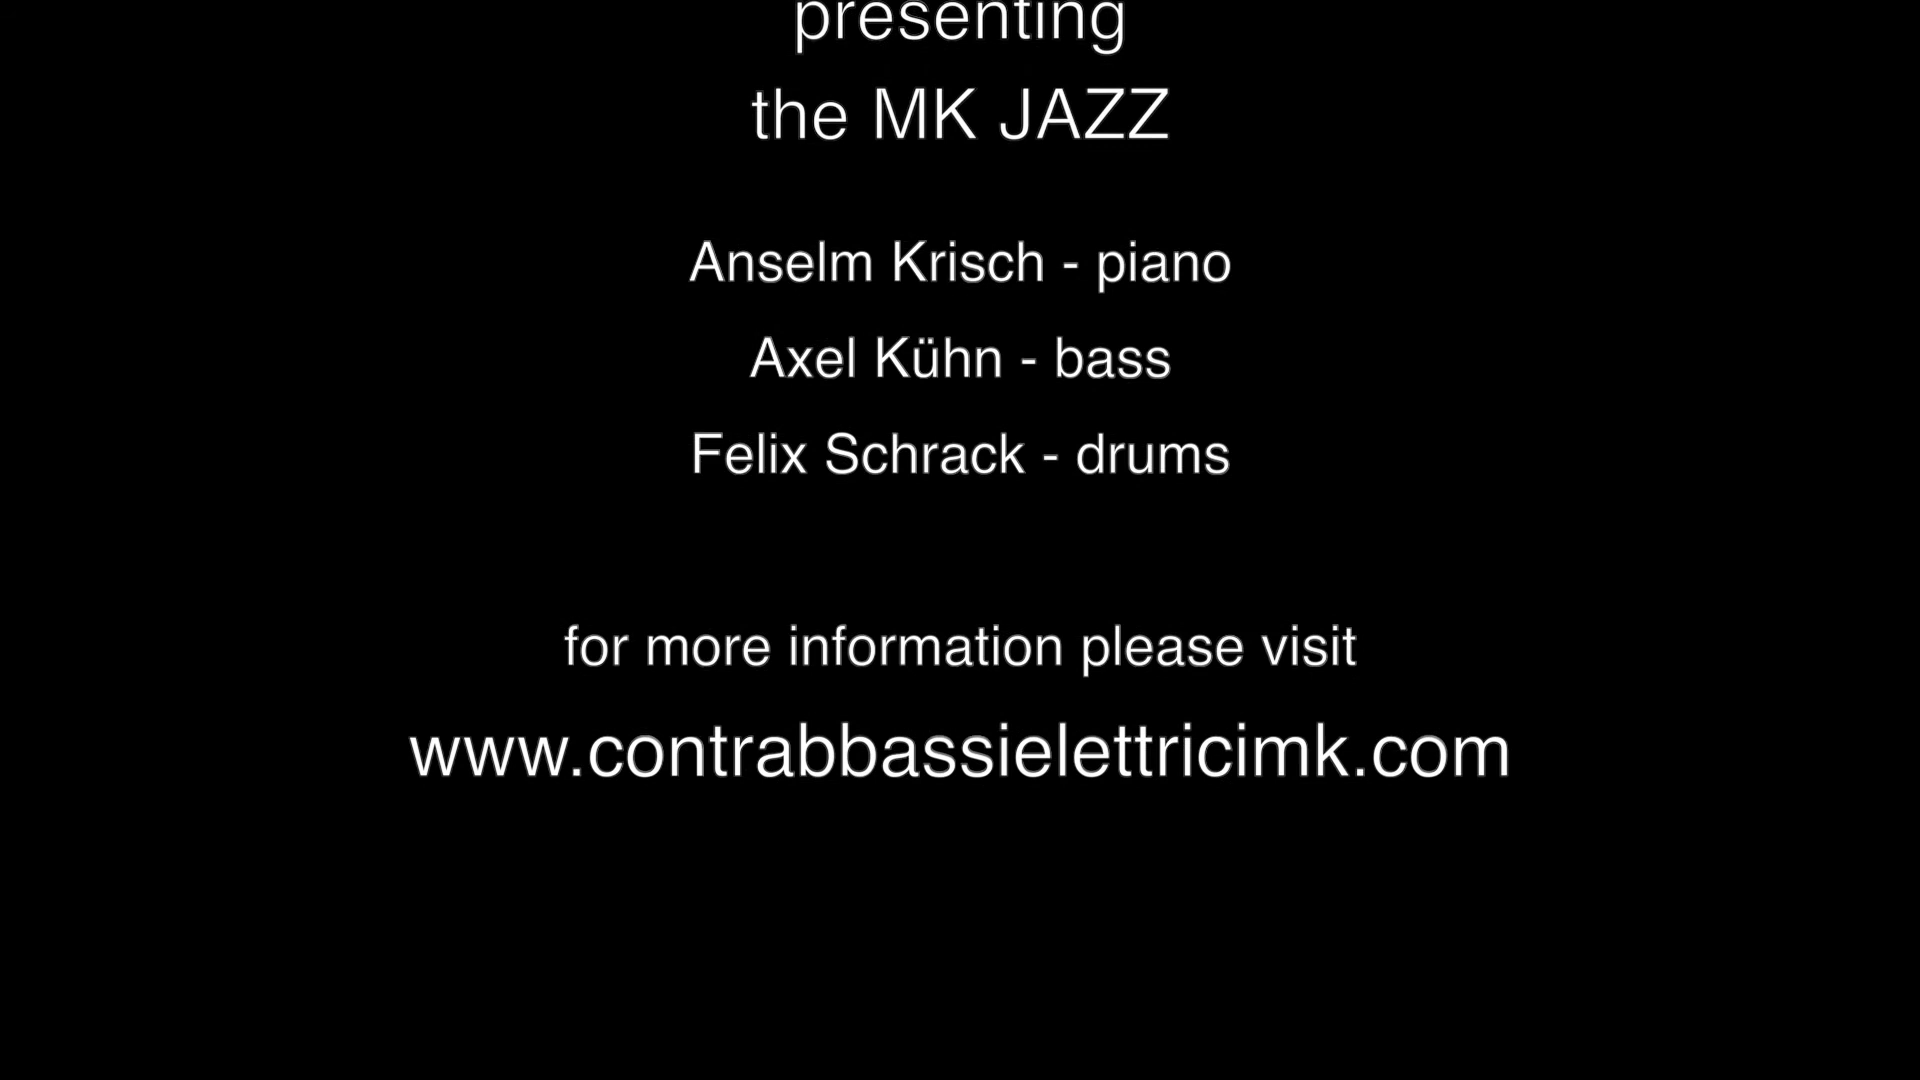 presenting
the MK JAZZ
Anselm Krisch - piano
Axel Kühn - bass
Felix Schrack - drums
for more information please visit
www.contrabbassielettricimk.com